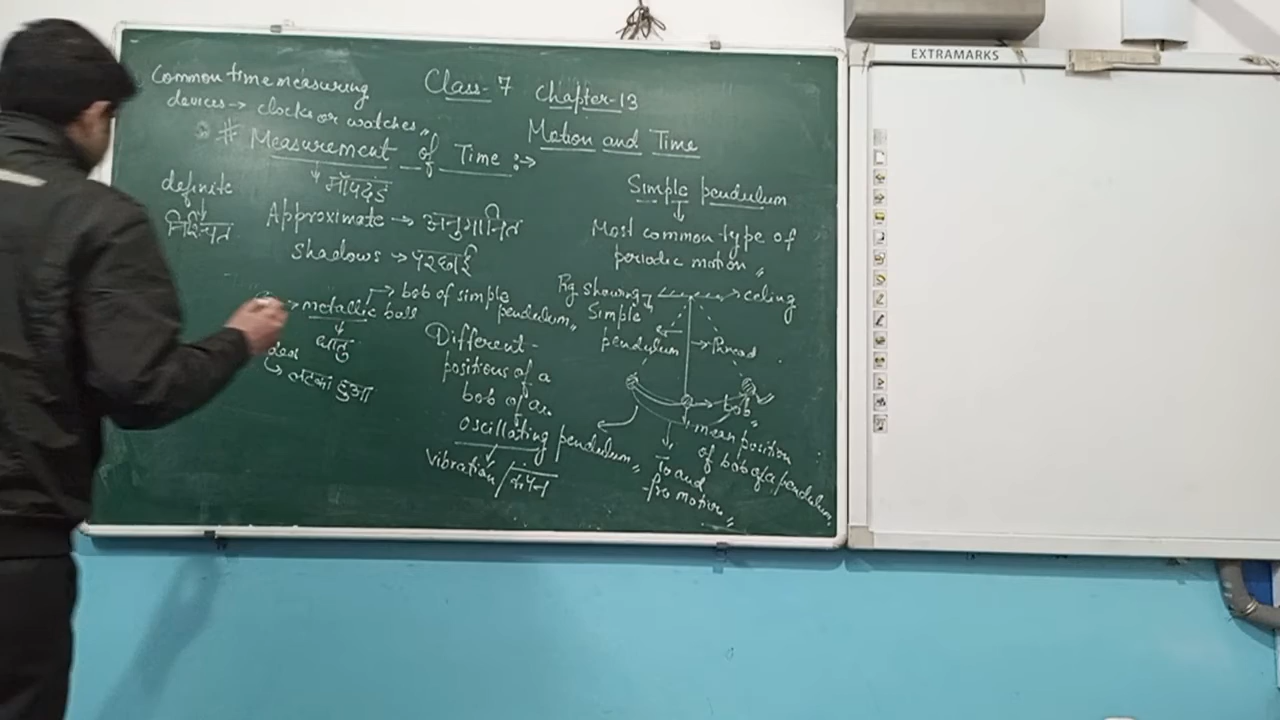 Common time measuring
devices → clocks or watches
# Measurement of Time :→
मॉपदंड
definite
निश्चित
Approximate → अनुमानित
Shadows → परछाई
→ metallic ball
bob of simple
pendulum
धातु
लटका हुआ
Different
positions of a
bob of an
oscillating pendulum
Vibration/कंपन
Class-7 Chapter-13
Motion and Time
Simple pendulum
Most common type of
periodic motion
Fig showing
Simple
pendulum
→ celing
→ thread
→ bob
mean position
of bob of a pendulum
To and
fro motion
EXTRAMARKS